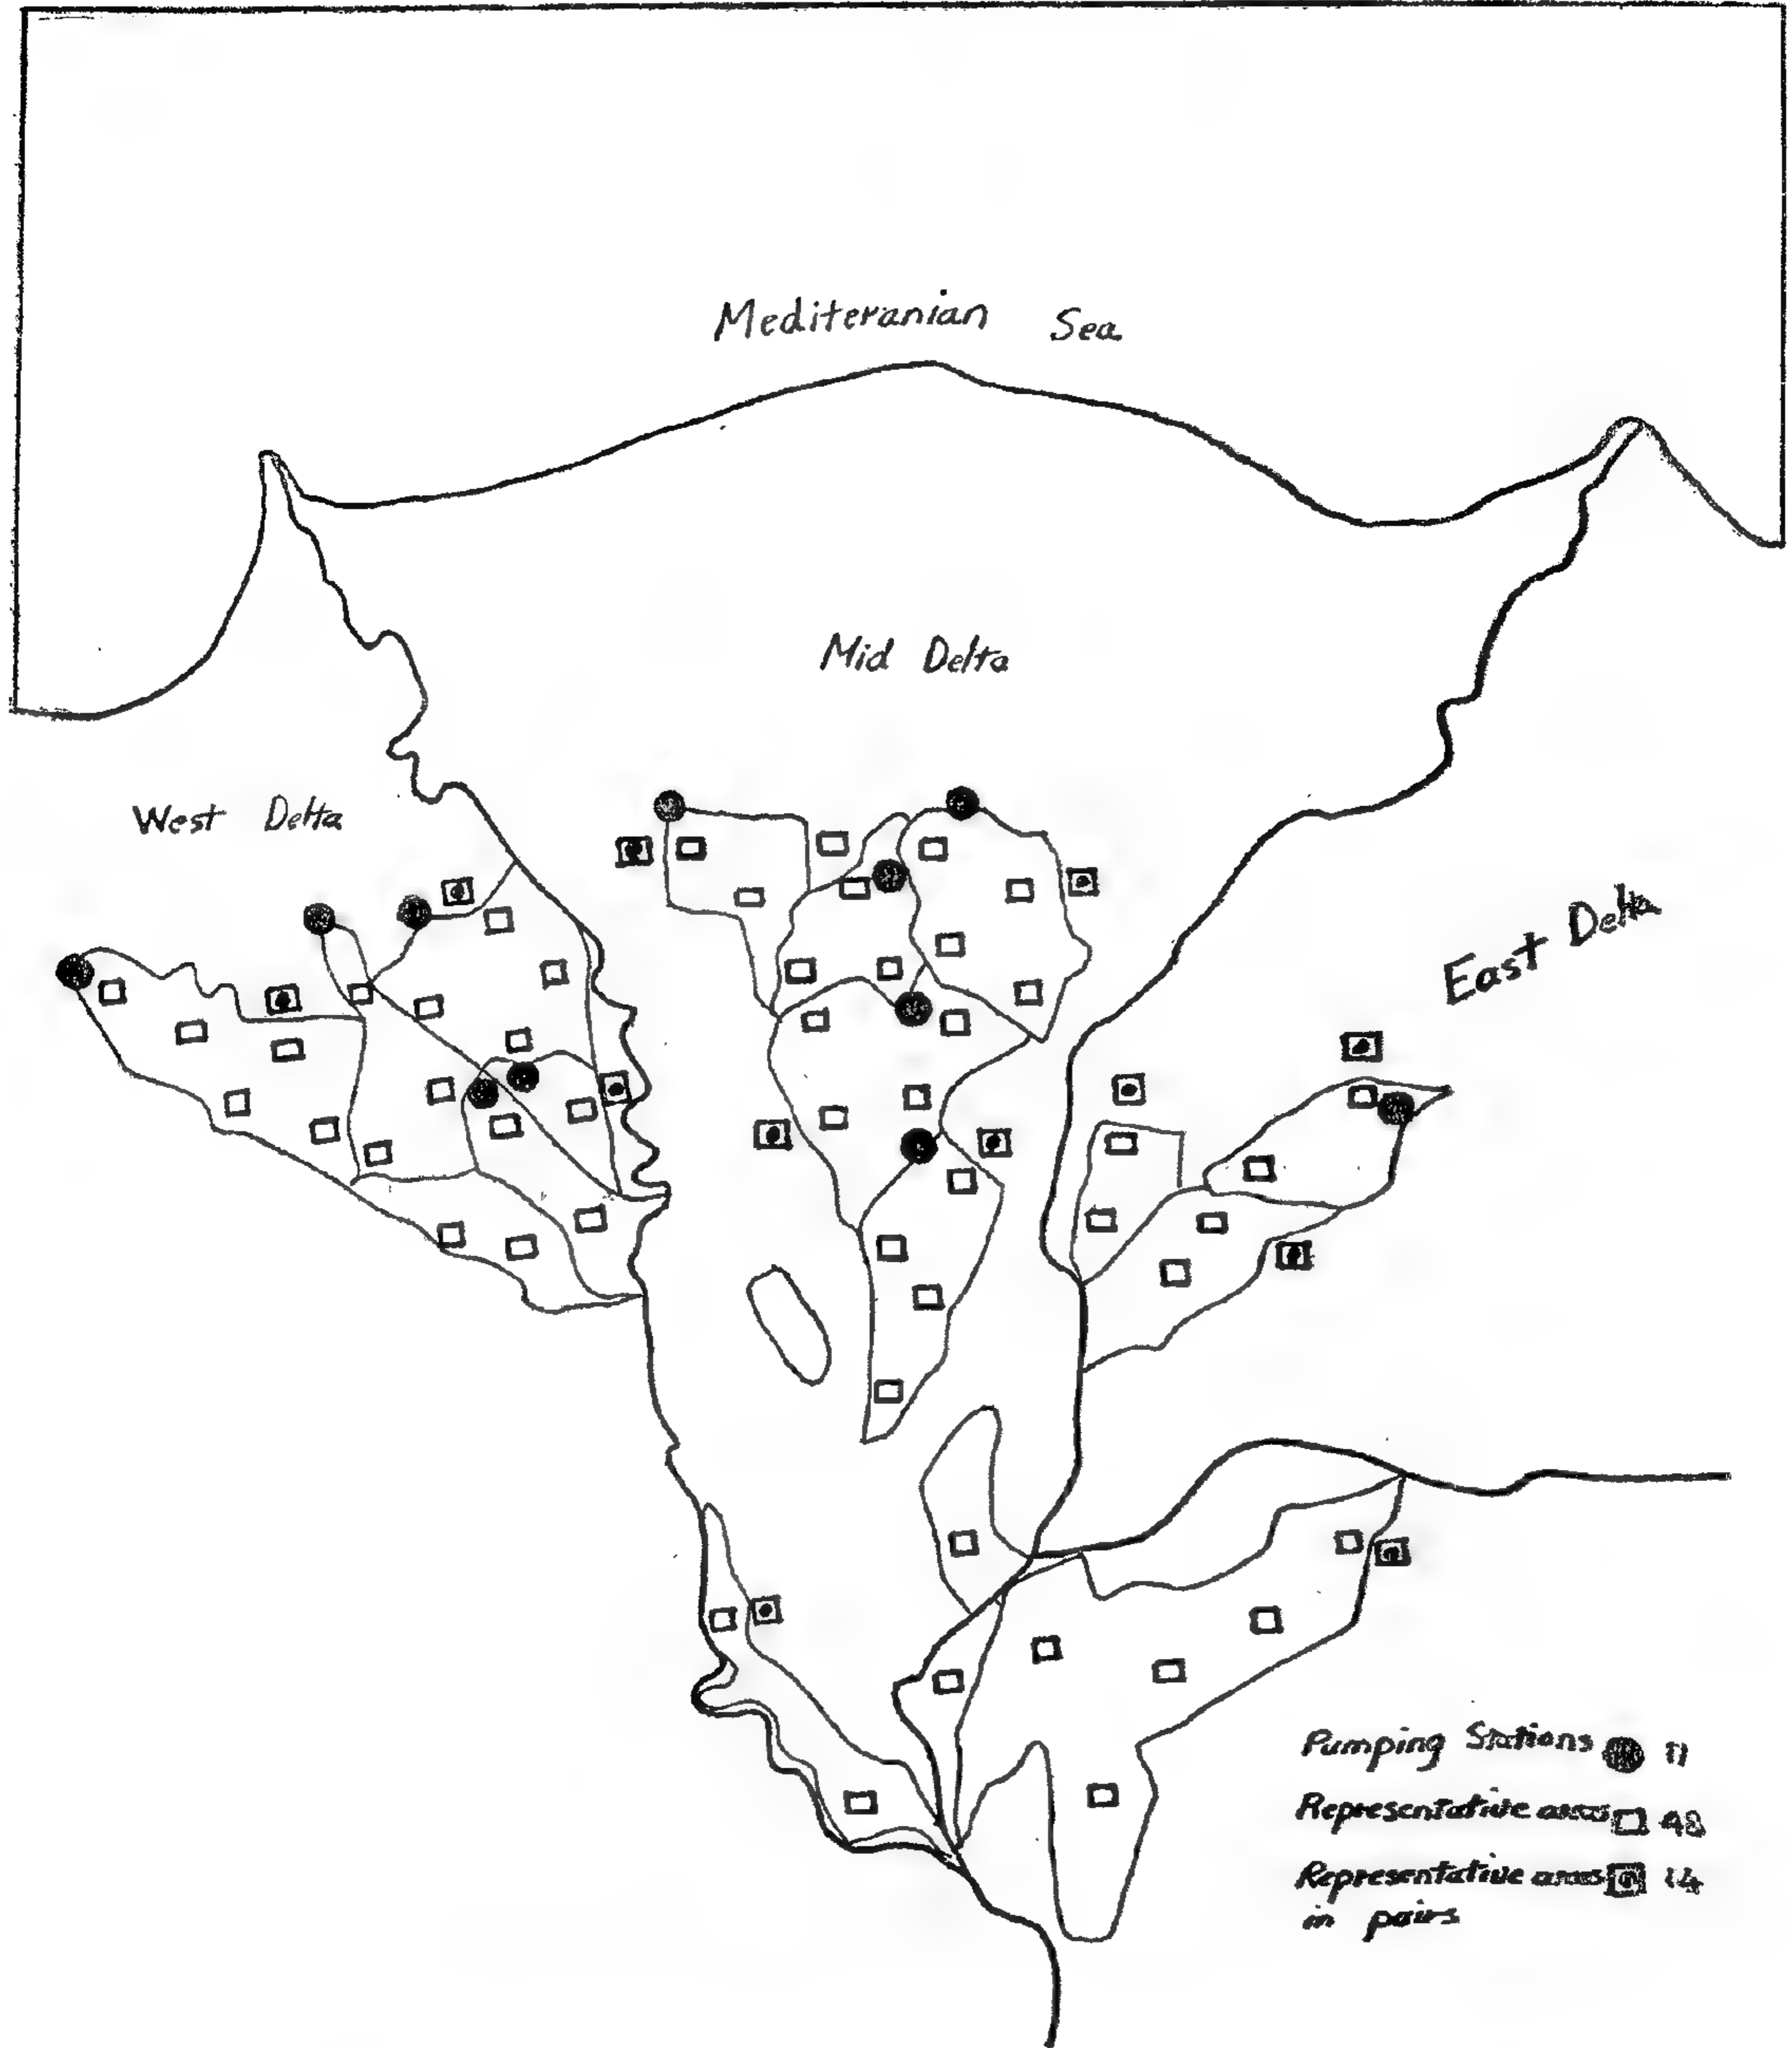 Mediteranian Sea
Mid Delta
West Delta
East Delta
Pumping Stations 11
Representative areas 48
Representative areas 14
in pairs